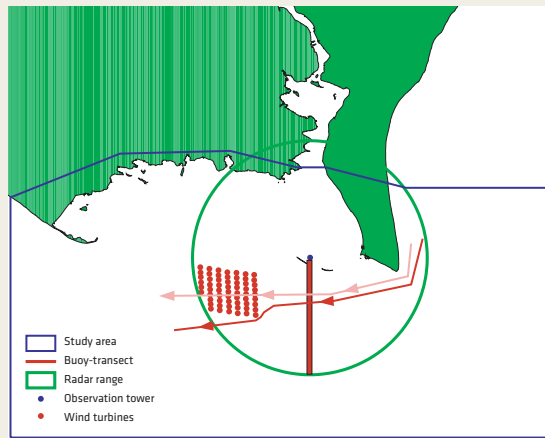 Study area
Buoy-transect
Radar range
Observation tower
Wind turbines